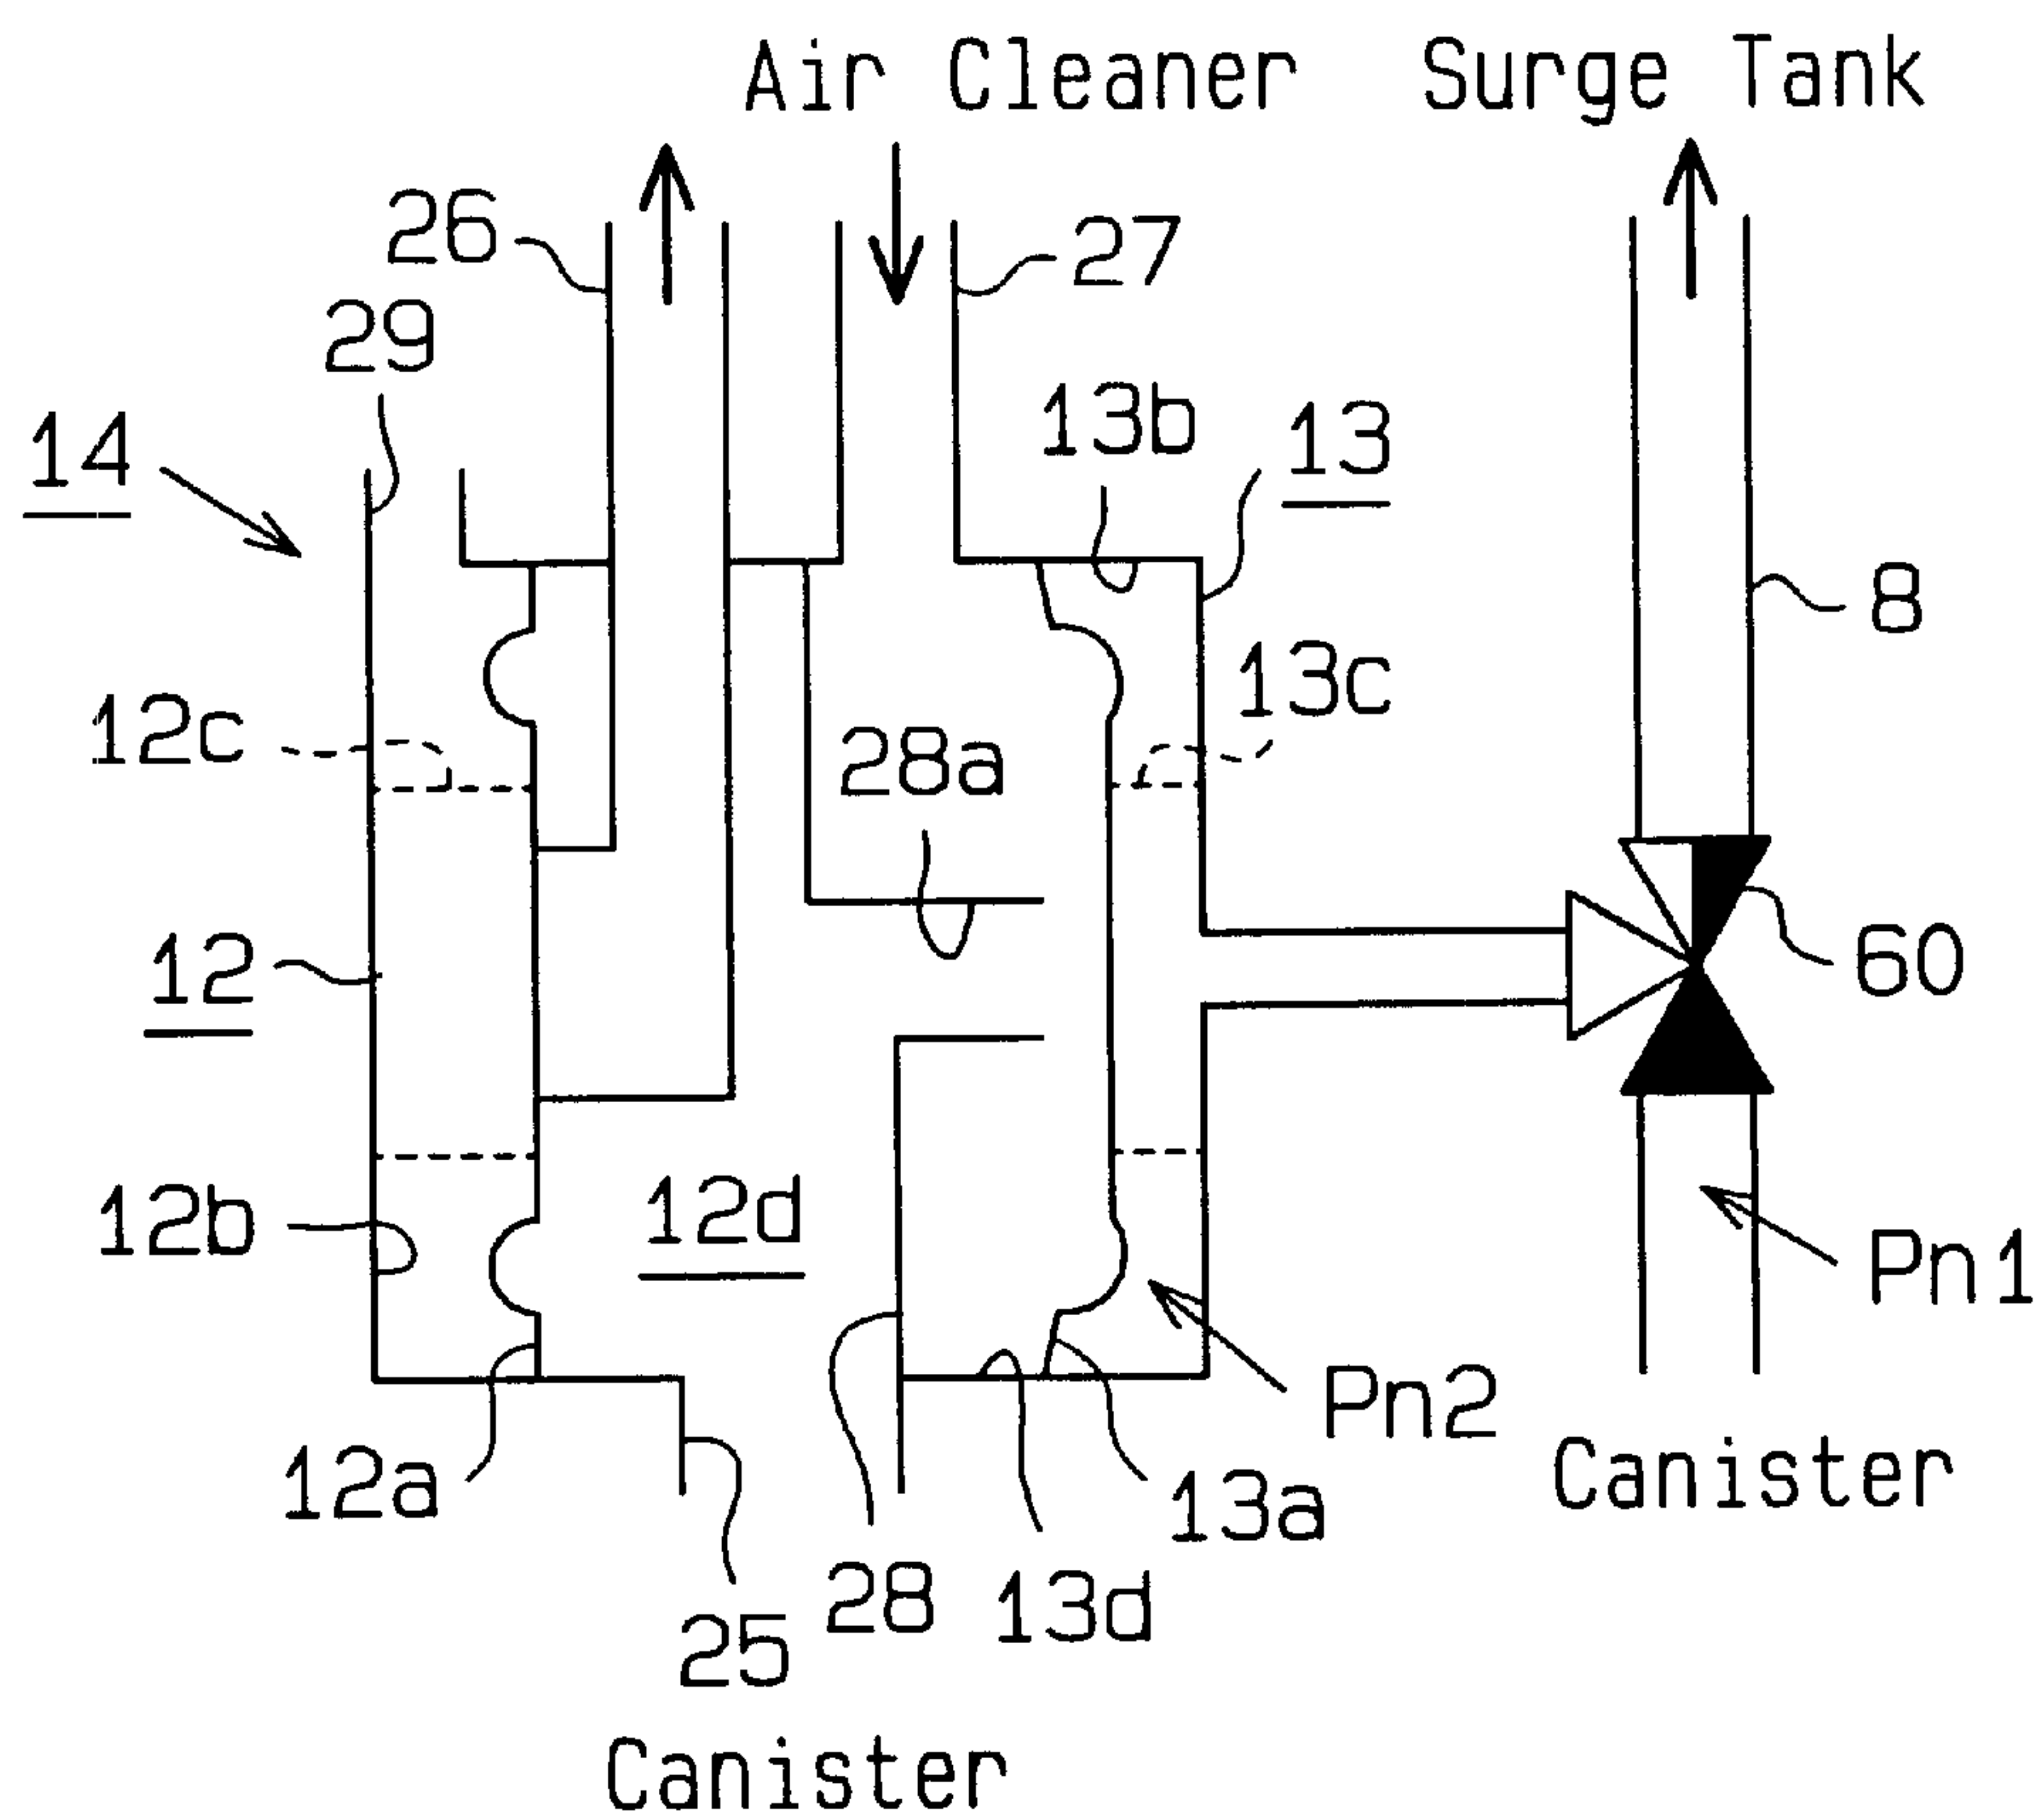 Air Cleaner Surge Tank
26
27
29
13b 13
14
8
13c
12c
28a
12
60
12b
12d
Pn1
Pn2
12a
13a
Canister
28
13d
25
Canister